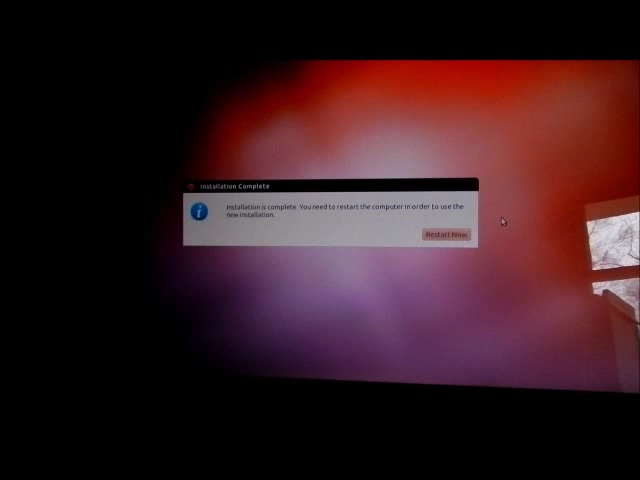 Installation Complete
Installation is complete. You need to restart the computer in order to use the
new installation.
Restart Now